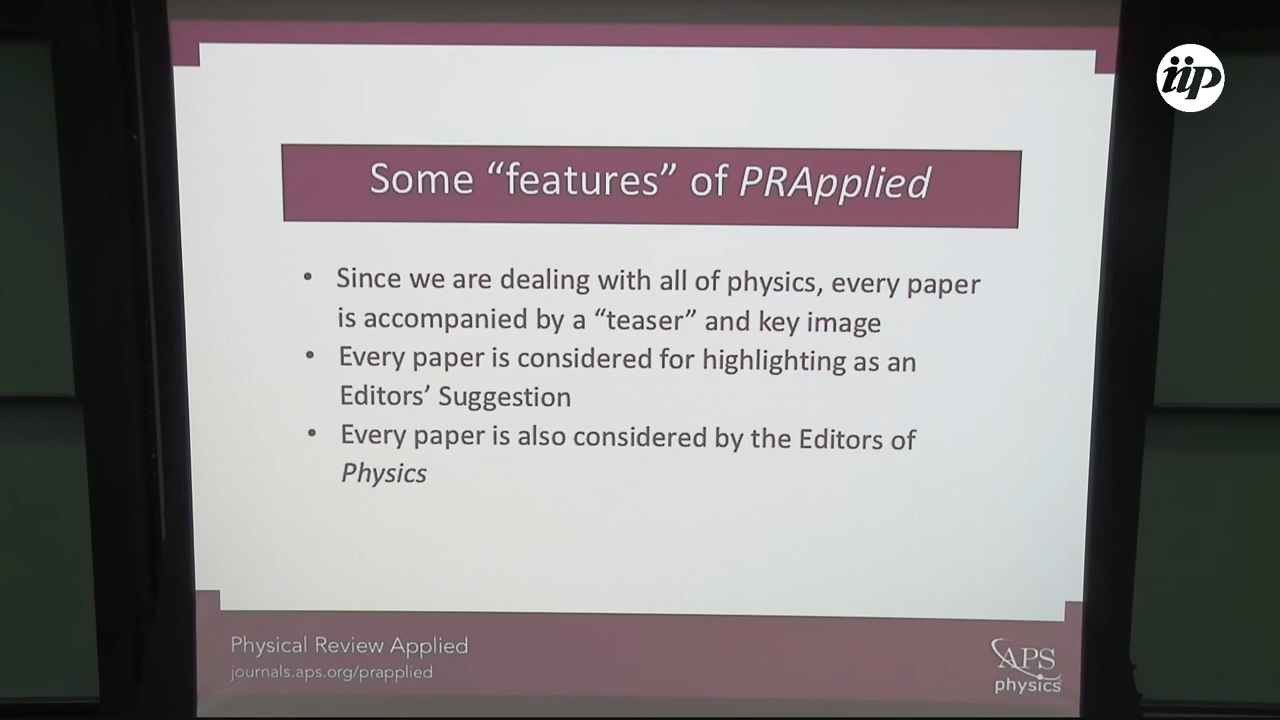 iip
Some “features” of PRApplied
• Since we are dealing with all of physics, every paper
is accompanied by a “teaser” and key image
• Every paper is considered for highlighting as an
Editors’ Suggestion
• Every paper is also considered by the Editors of
Physics
Physical Review Applied
journals.aps.org/prapplied
APS
physics